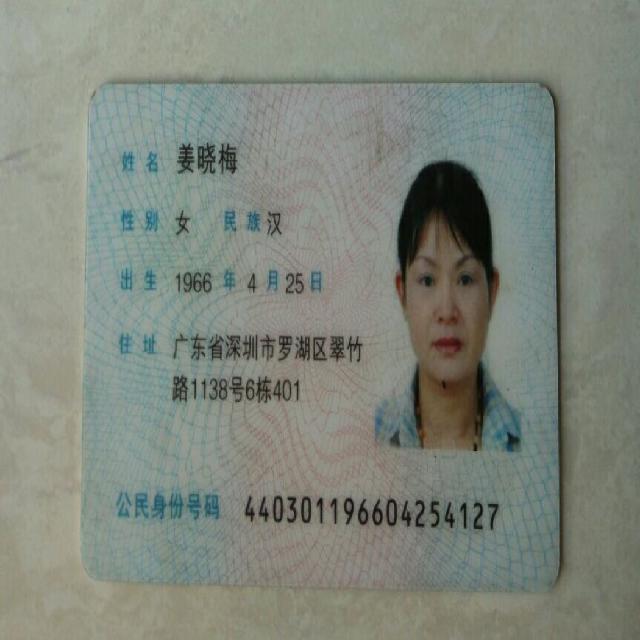 姓名 姜晓梅
性别 女 民族 汉
出生 1966 年 4 月 25 日
住址 广东省深圳市罗湖区翠竹
路1138号6栋401
公民身份号码 440301196604254127